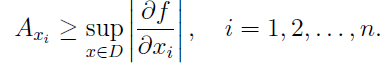 $A_{x_i} \geq \sup_{x \in D} \left| \frac{\partial f}{\partial x_i} \right|, \quad i = 1, 2, \ldots, n.$